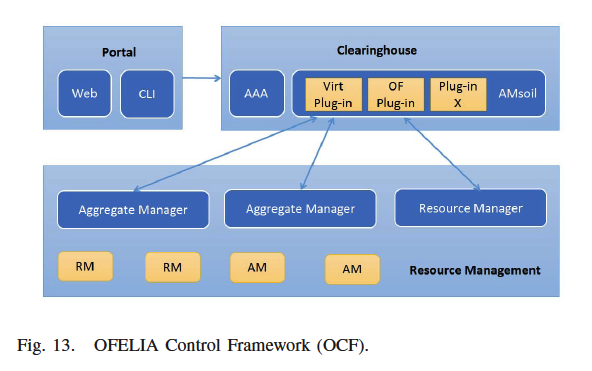 Portal
Clearinghouse
Web
CLI
AAA
Virt
Plug-in
OF
Plug-in
Plug-in
X
AMsoil
Aggregate Manager
Aggregate Manager
Resource Manager
RM
RM
AM
AM
Resource Management
Fig. 13. OFELIA Control Framework (OCF).